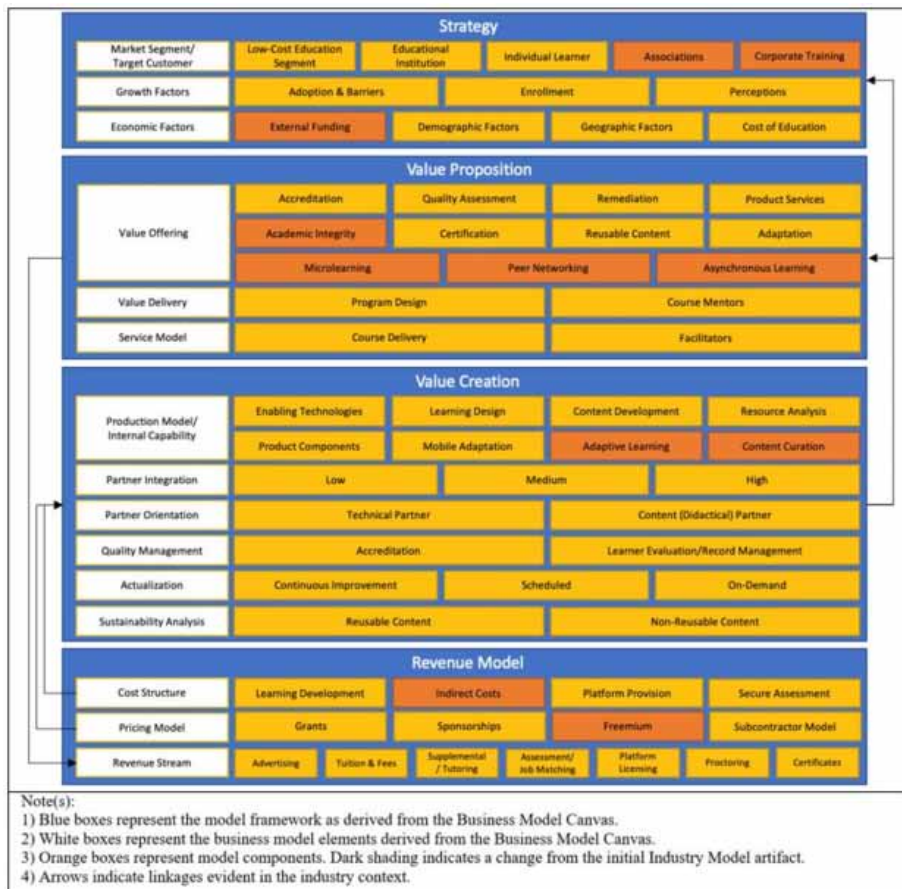 Strategy
Market Segment/
Target Customer
Low-Cost Education
Segment
Educational
Institution
Individual Learner
Associations
Corporate Training
Growth Factors
Adoption & Barriers
Enrollment
Perceptions
Economic Factors
External Funding
Demographic Factors
Geographic Factors
Cost of Education
Value Proposition
Value Offering
Accreditation
Quality Assessment
Remediation
Product Services
Academic Integrity
Certification
Reusable Content
Adaptation
Microlearning
Peer Networking
Asynchronous Learning
Value Delivery
Program Design
Course Mentors
Service Model
Course Delivery
Facilitators
Value Creation
Production Model/
Internal Capability
Enabling Technologies
Learning Design
Content Development
Resource Analysis
Product Components
Mobile Adaptation
Adaptive Learning
Content Curation
Partner Integration
Low
Medium
High
Partner Orientation
Technical Partner
Content (Didactical) Partner
Quality Management
Accreditation
Learner Evaluation/Record Management
Actualization
Continuous Improvement
Scheduled
On-Demand
Sustainability Analysis
Reusable Content
Non-Reusable Content
Revenue Model
Cost Structure
Learning Development
Indirect Costs
Platform Provision
Secure Assessment
Pricing Model
Grants
Sponsorships
Freemium
Subcontractor Model
Revenue Stream
Advertising
Tuition & Fees
Supplemental
/ Tutoring
Assessment/
Job Matching
Platform
Licensing
Proctoring
Certificates
Note(s):
1) Blue boxes represent the model framework as derived from the Business Model Canvas.
2) White boxes represent the business model elements derived from the Business Model Canvas.
3) Orange boxes represent model components. Dark shading indicates a change from the initial Industry Model artifact.
4) Arrows indicate linkages evident in the industry context.